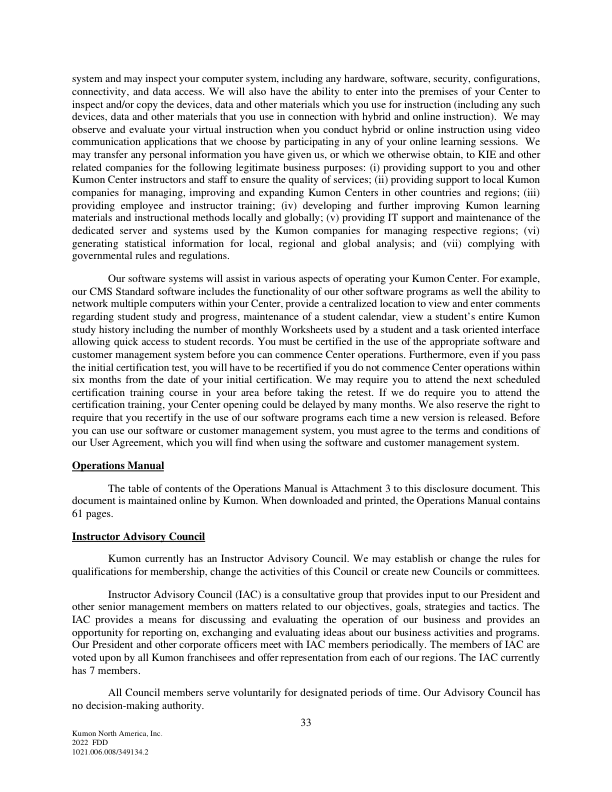 system and may inspect your computer system, including any hardware, software, security, configurations,
connectivity, and data access. We will also have the ability to enter into the premises of your Center to
inspect and/or copy the devices, data and other materials which you use for instruction (including any such
devices, data and other materials that you use in connection with hybrid and online instruction).  We may
observe and evaluate your virtual instruction when you conduct hybrid or online instruction using video
communication applications that we choose by participating in any of your online learning sessions.  We
may transfer any personal information you have given us, or which we otherwise obtain, to KIE and other
related companies for the following legitimate business purposes: (i) providing support to you and other
Kumon Center instructors and staff to ensure the quality of services; (ii) providing support to local Kumon
companies for managing, improving and expanding Kumon Centers in other countries and regions; (iii)
providing employee and instructor training; (iv) developing and further improving Kumon learning
materials and instructional methods locally and globally; (v) providing IT support and maintenance of the
dedicated server and systems used by the Kumon companies for managing respective regions; (vi)
generating statistical information for local, regional and global analysis; and (vii) complying with
governmental rules and regulations.
Our software systems will assist in various aspects of operating your Kumon Center. For example,
our CMS Standard software includes the functionality of our other software programs as well the ability to
network multiple computers within your Center, provide a centralized location to view and enter comments
regarding student study and progress, maintenance of a student calendar, view a student's entire Kumon
study history including the number of monthly Worksheets used by a student and a task oriented interface
allowing quick access to student records. You must be certified in the use of the appropriate software and
customer management system before you can commence Center operations. Furthermore, even if you pass
the initial certification test, you will have to be recertified if you do not commence Center operations within
six months from the date of your initial certification. We may require you to attend the next scheduled
certification training course in your area before taking the retest. If we do require you to attend the
certification training, your Center opening could be delayed by many months. We also reserve the right to
require that you recertify in the use of our software programs each time a new version is released. Before
you can use our software or customer management system, you must agree to the terms and conditions of
our User Agreement, which you will find when using the software and customer management system.
Operations Manual
The table of contents of the Operations Manual is Attachment 3 to this disclosure document. This
document is maintained online by Kumon. When downloaded and printed, the Operations Manual contains
61 pages.
Instructor Advisory Council
Kumon currently has an Instructor Advisory Council. We may establish or change the rules for
qualifications for membership, change the activities of this Council or create new Councils or committees.
Instructor Advisory Council (IAC) is a consultative group that provides input to our President and
other senior management members on matters related to our objectives, goals, strategies and tactics. The
IAC provides a means for discussing and evaluating the operation of our business and provides an
opportunity for reporting on, exchanging and evaluating ideas about our business activities and programs.
Our President and other corporate officers meet with IAC members periodically. The members of IAC are
voted upon by all Kumon franchisees and offer representation from each of our regions. The IAC currently
has 7 members.
All Council members serve voluntarily for designated periods of time. Our Advisory Council has
no decision-making authority.
33
Kumon North America, Inc.
2022  FDD
1021.006.008/349134.2